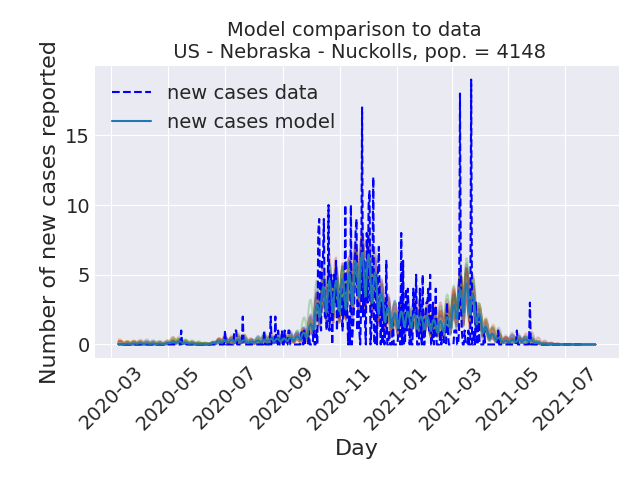 Model comparison to data
US - Nebraska - Nuckolls, pop. = 4148
new cases data
new cases model
Number of new cases reported
15
10
5
0
2020-03
2020-05
2020-07
2020-09
2020-11
2021-01
2021-03
2021-05
2021-07
Day